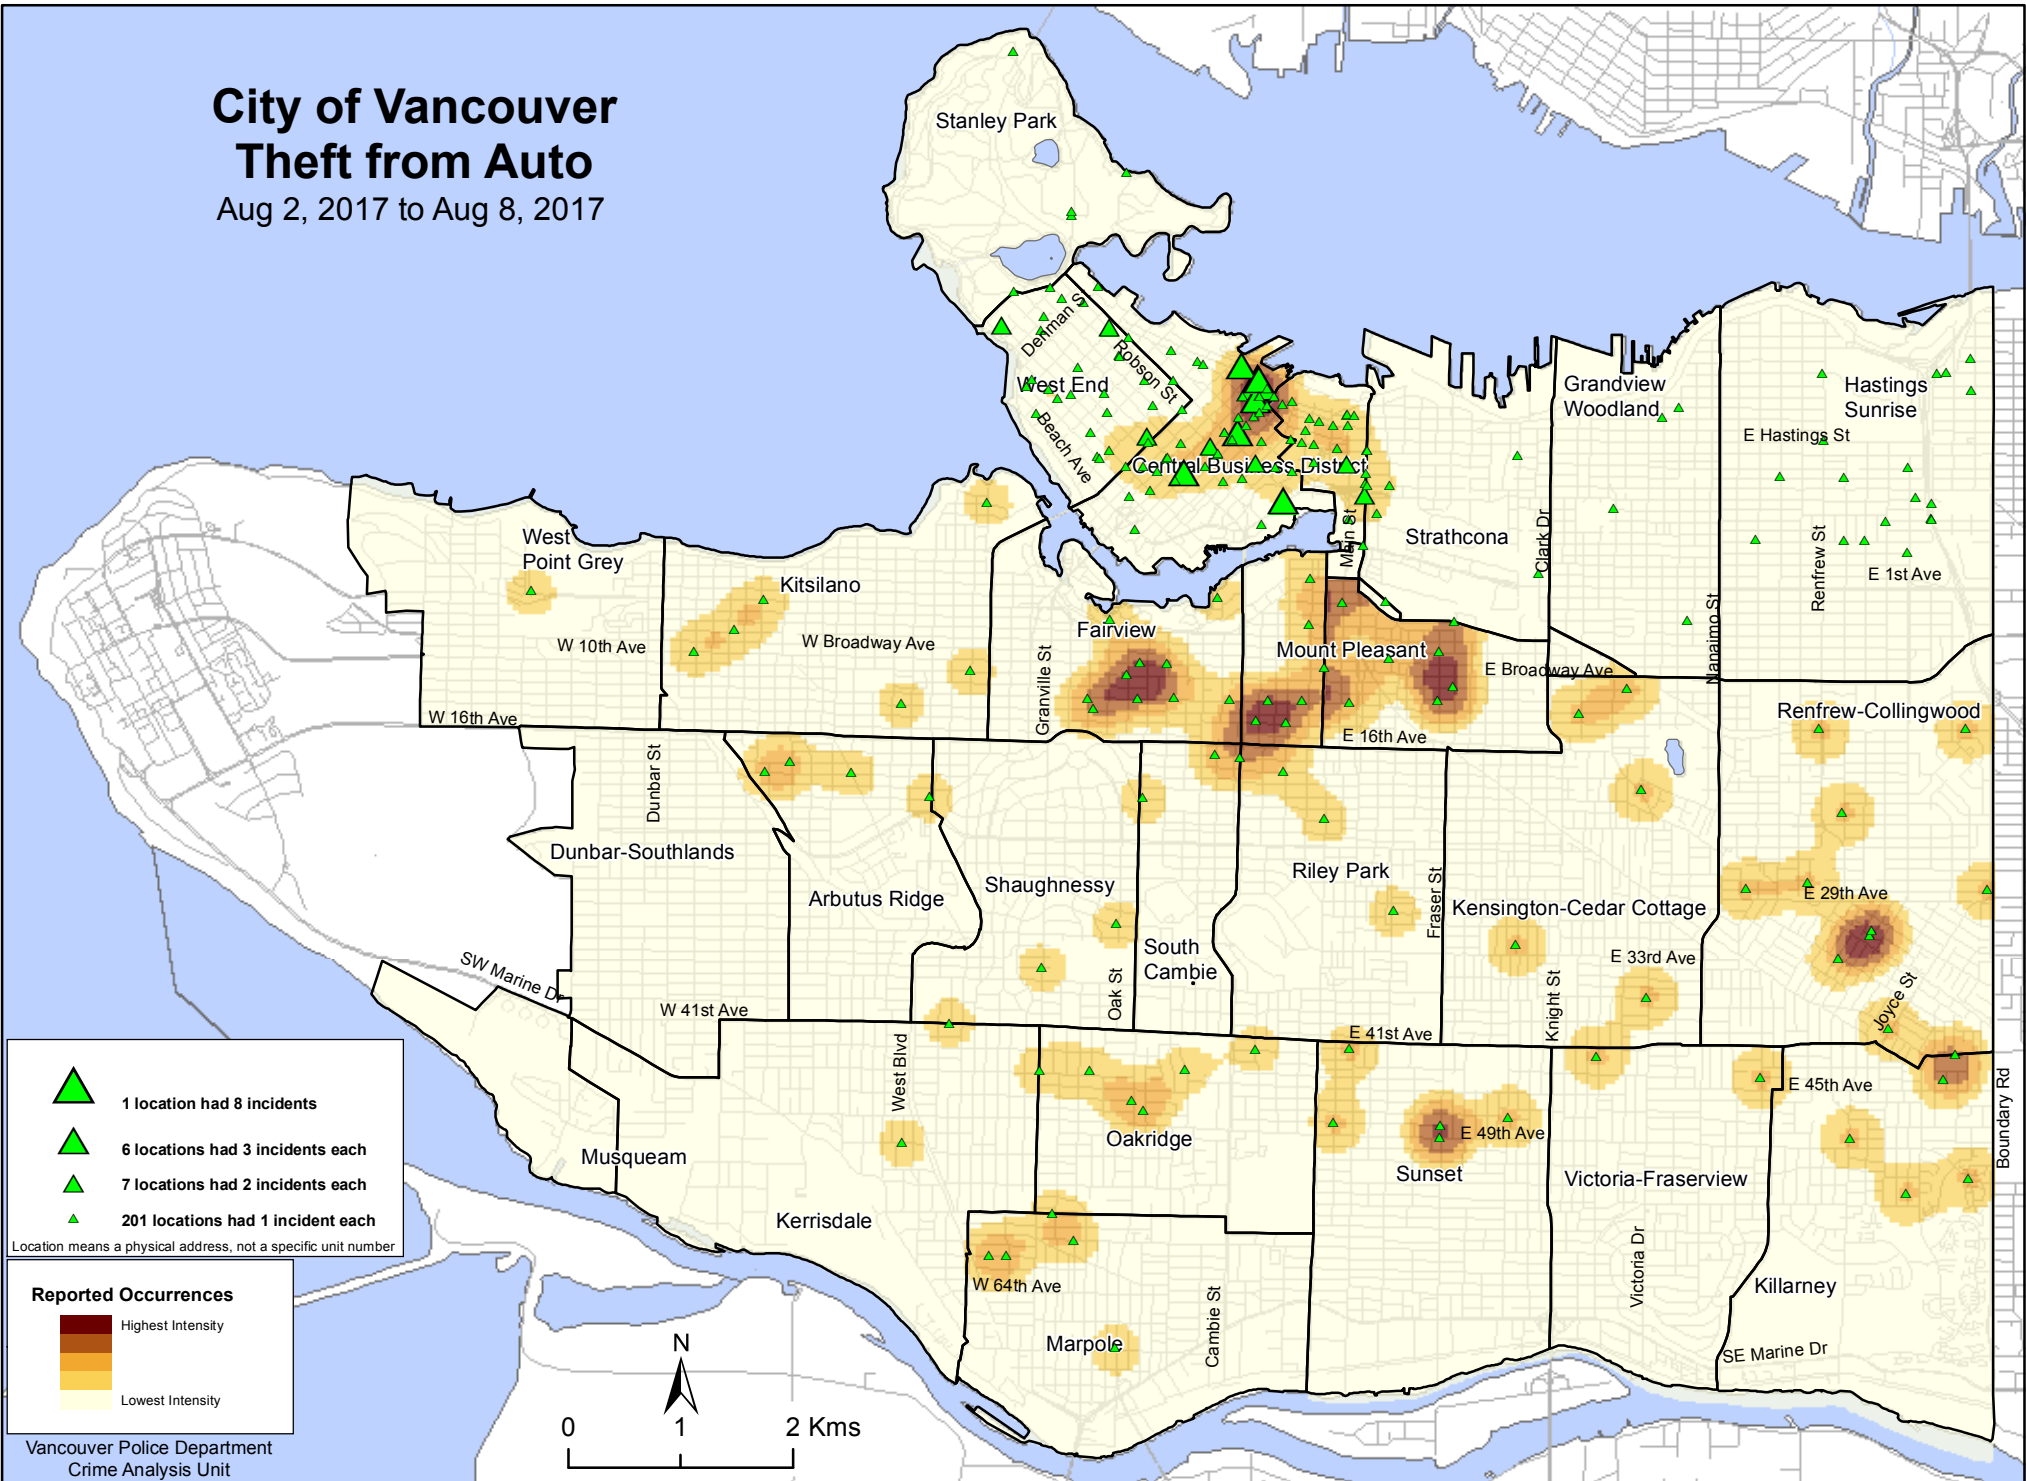 City of Vancouver
Theft from Auto
Aug 2, 2017 to Aug 8, 2017
Stanley Park
Denman S
Robson St
West End
Beach Ave
Central Business District
Grandview
Woodland
Hastings
Sunrise
E Hastings St
West
Point Grey
Kitsilano
Main St
Strathcona
Clark Dr
Renfrew St
E 1st Ave
W 10th Ave
W Broadway Ave
Fairview
Mount Pleasant
E Broadway Ave
Nanaimo St
W 16th Ave
Granville St
E 16th Ave
Renfrew-Collingwood
Dunbar St
Dunbar-Southlands
Arbutus Ridge
Shaughnessy
Riley Park
Fraser St
Kensington-Cedar Cottage
E 29th Ave
South
Cambie
E 33rd Ave
SW Marine Dr
W 41st Ave
Oak St
Knight St
Joyce St
E 41st Ave
West Blvd
E 45th Ave
Boundary Rd
Musqueam
Oakridge
E 49th Ave
Sunset
Victoria-Fraserview
Kerrisdale
W 64th Ave
Victoria Dr
Killarney
Marpole
Cambie St
SE Marine Dr
1 location had 8 incidents
6 locations had 3 incidents each
7 locations had 2 incidents each
201 locations had 1 incident each
Location means a physical address, not a specific unit number
Reported Occurrences
Highest Intensity
Lowest Intensity
N
0 1 2 Kms
Vancouver Police Department
Crime Analysis Unit